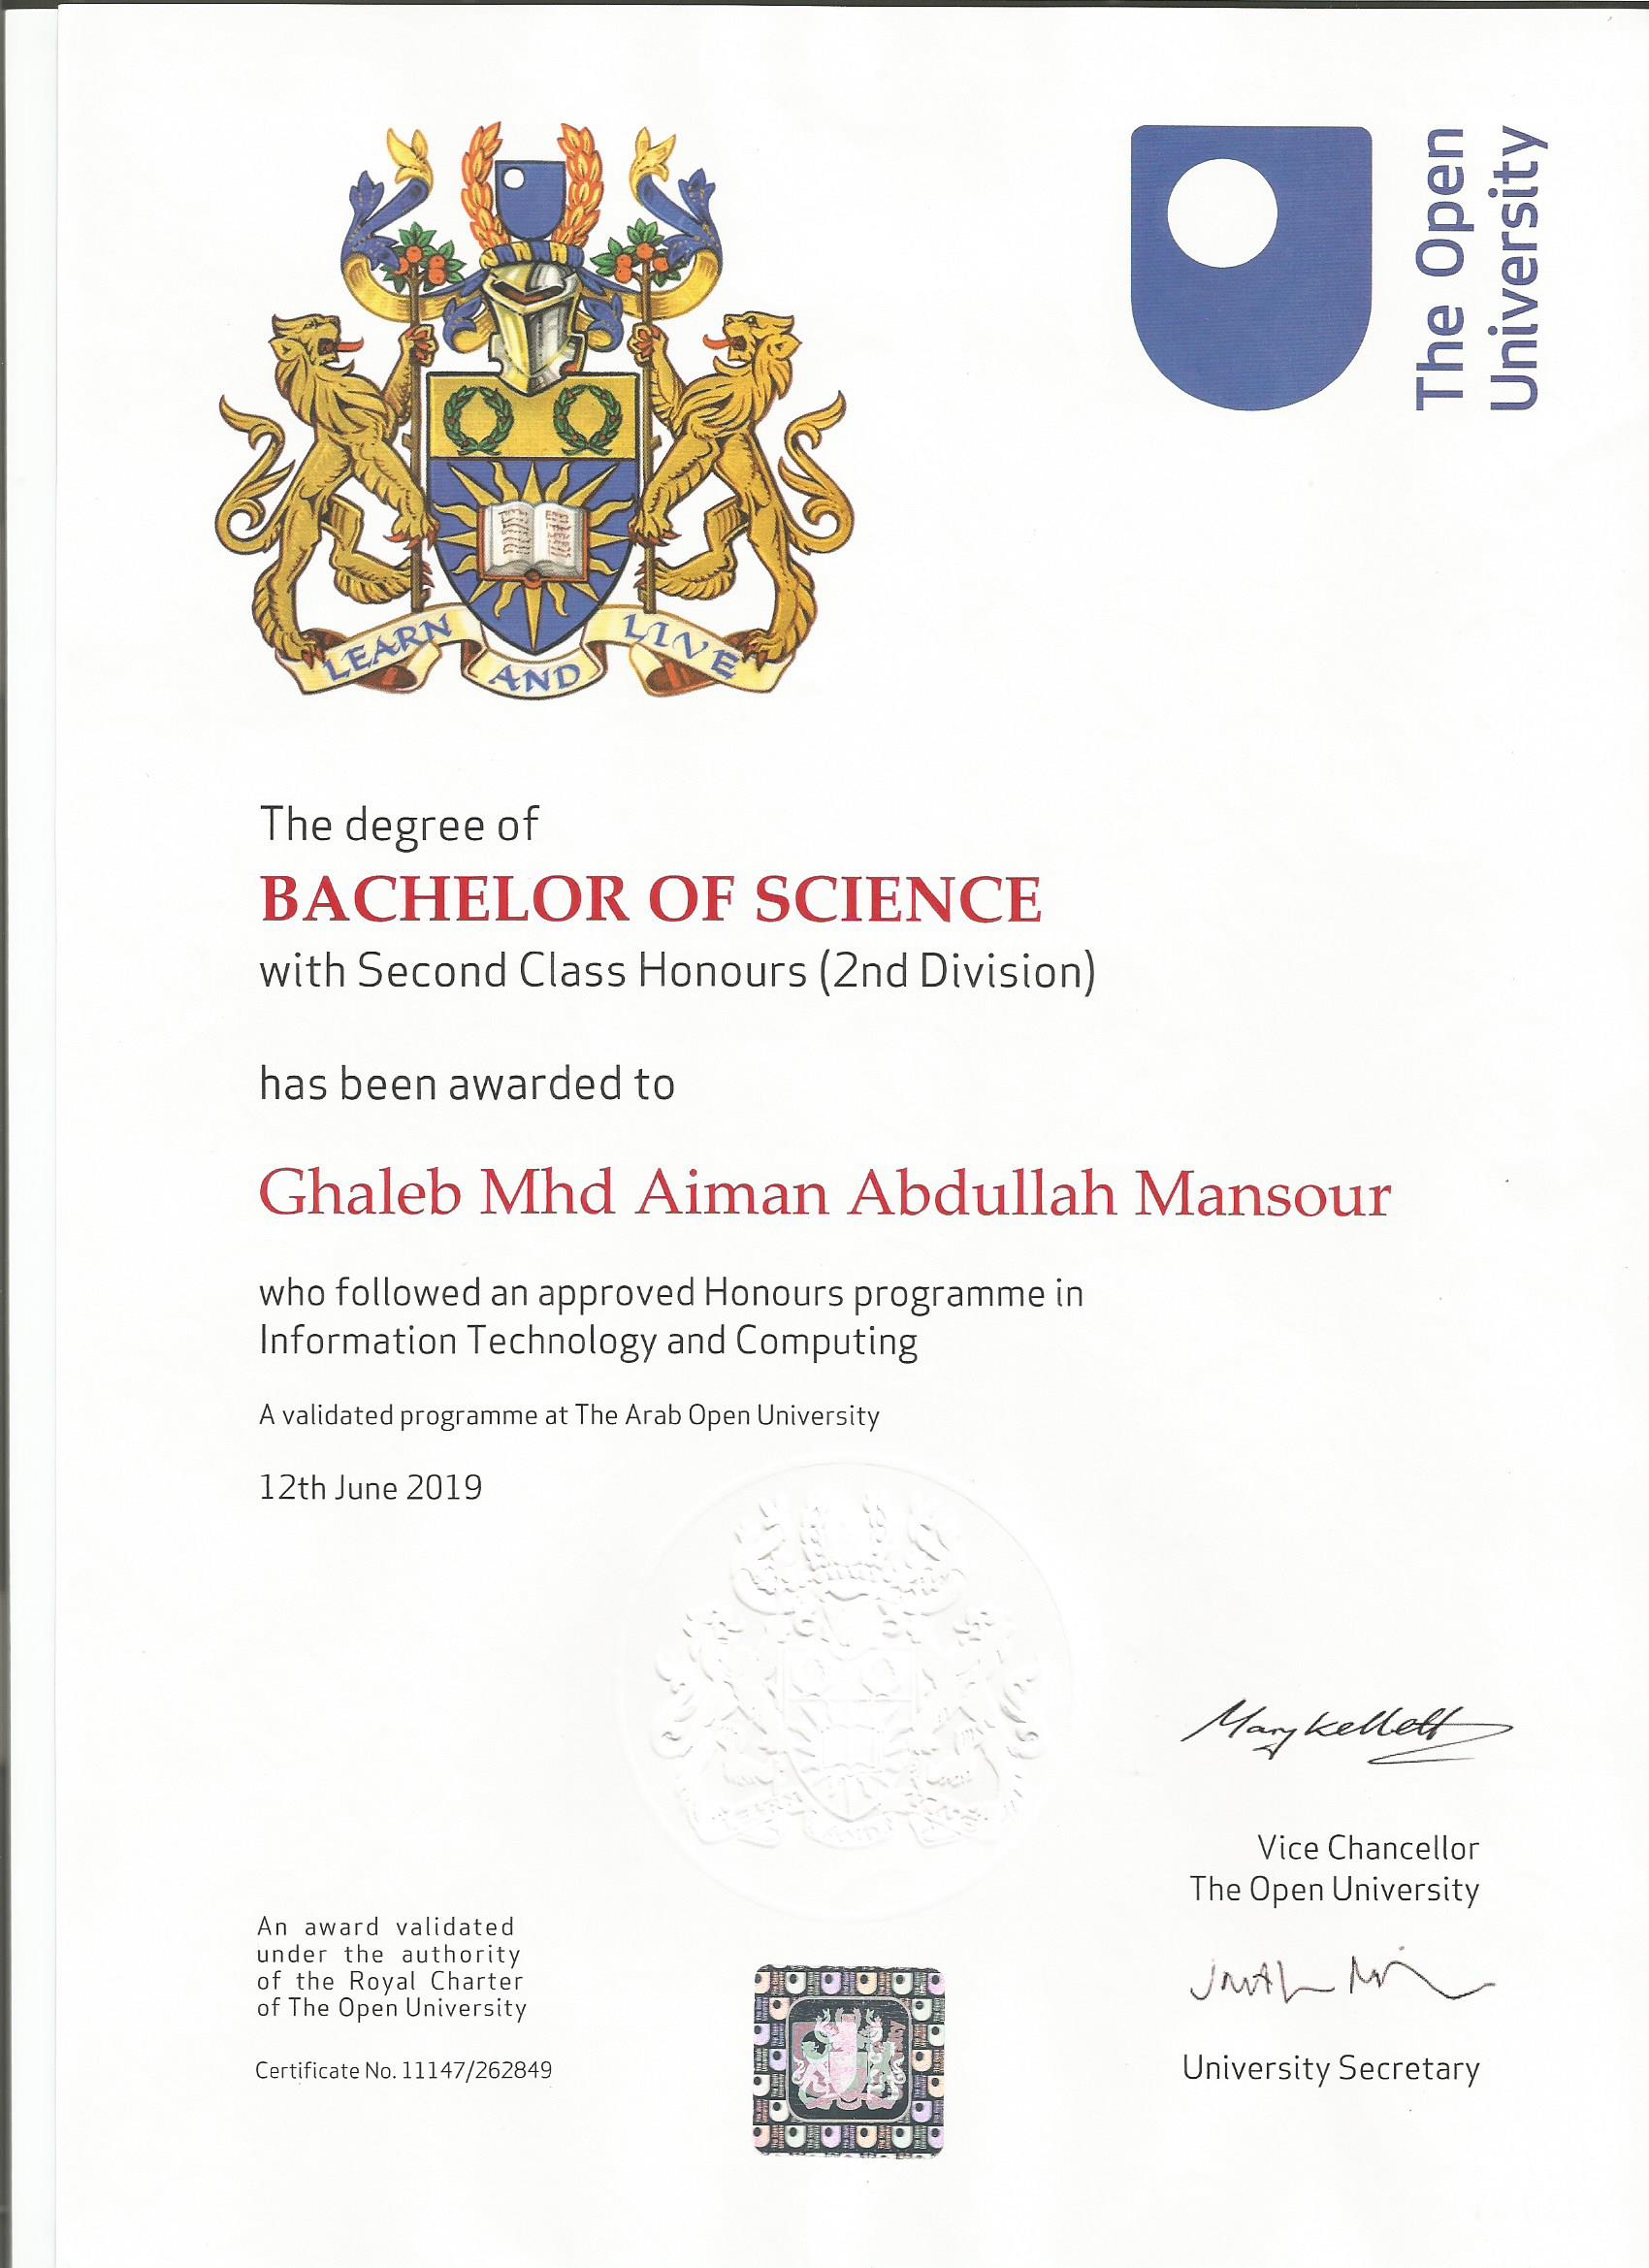 LEARN AND LIVE
The Open
University
The degree of
BACHELOR OF SCIENCE
with Second Class Honours (2nd Division)
has been awarded to
Ghaleb Mhd Aiman Abdullah Mansour
who followed an approved Honours programme in
Information Technology and Computing
A validated programme at The Arab Open University
12th June 2019
Mary Kellett
Vice Chancellor
The Open University
An award validated
under the authority
of the Royal Charter
of The Open University
Certificate No. 11147/262849
University Secretary